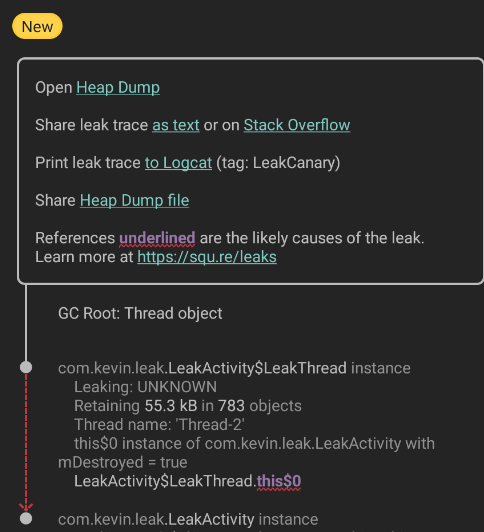 New
Open Heap Dump
Share leak trace as text or on Stack Overflow
Print leak trace to Logcat (tag: LeakCanary)
Share Heap Dump file
References underlined are the likely causes of the leak.
Learn more at https://squ.re/leaks
GC Root: Thread object
com.kevin.leak.LeakActivity$LeakThread instance
Leaking: UNKNOWN
Retaining 55.3 kB in 783 objects
Thread name: 'Thread-2'
this$0 instance of com.kevin.leak.LeakActivity with
mDestroyed = true
LeakActivity$LeakThread.this$0
com.kevin.leak.LeakActivity instance